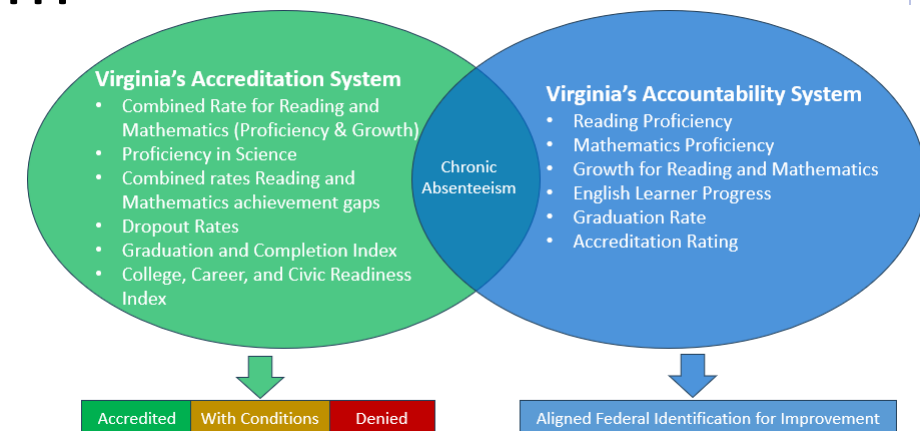 Virginia's Accreditation System
• Combined Rate for Reading and
Mathematics (Proficiency & Growth)
• Proficiency in Science
• Combined rates Reading and
Mathematics achievement gaps
• Dropout Rates
• Graduation and Completion Index
• College, Career, and Civic Readiness
Index
Chronic
Absenteeism
Virginia's Accountability System
• Reading Proficiency
• Mathematics Proficiency
• Growth for Reading and Mathematics
• English Learner Progress
• Graduation Rate
• Accreditation Rating
Accredited
With Conditions
Denied
Aligned Federal Identification for Improvement